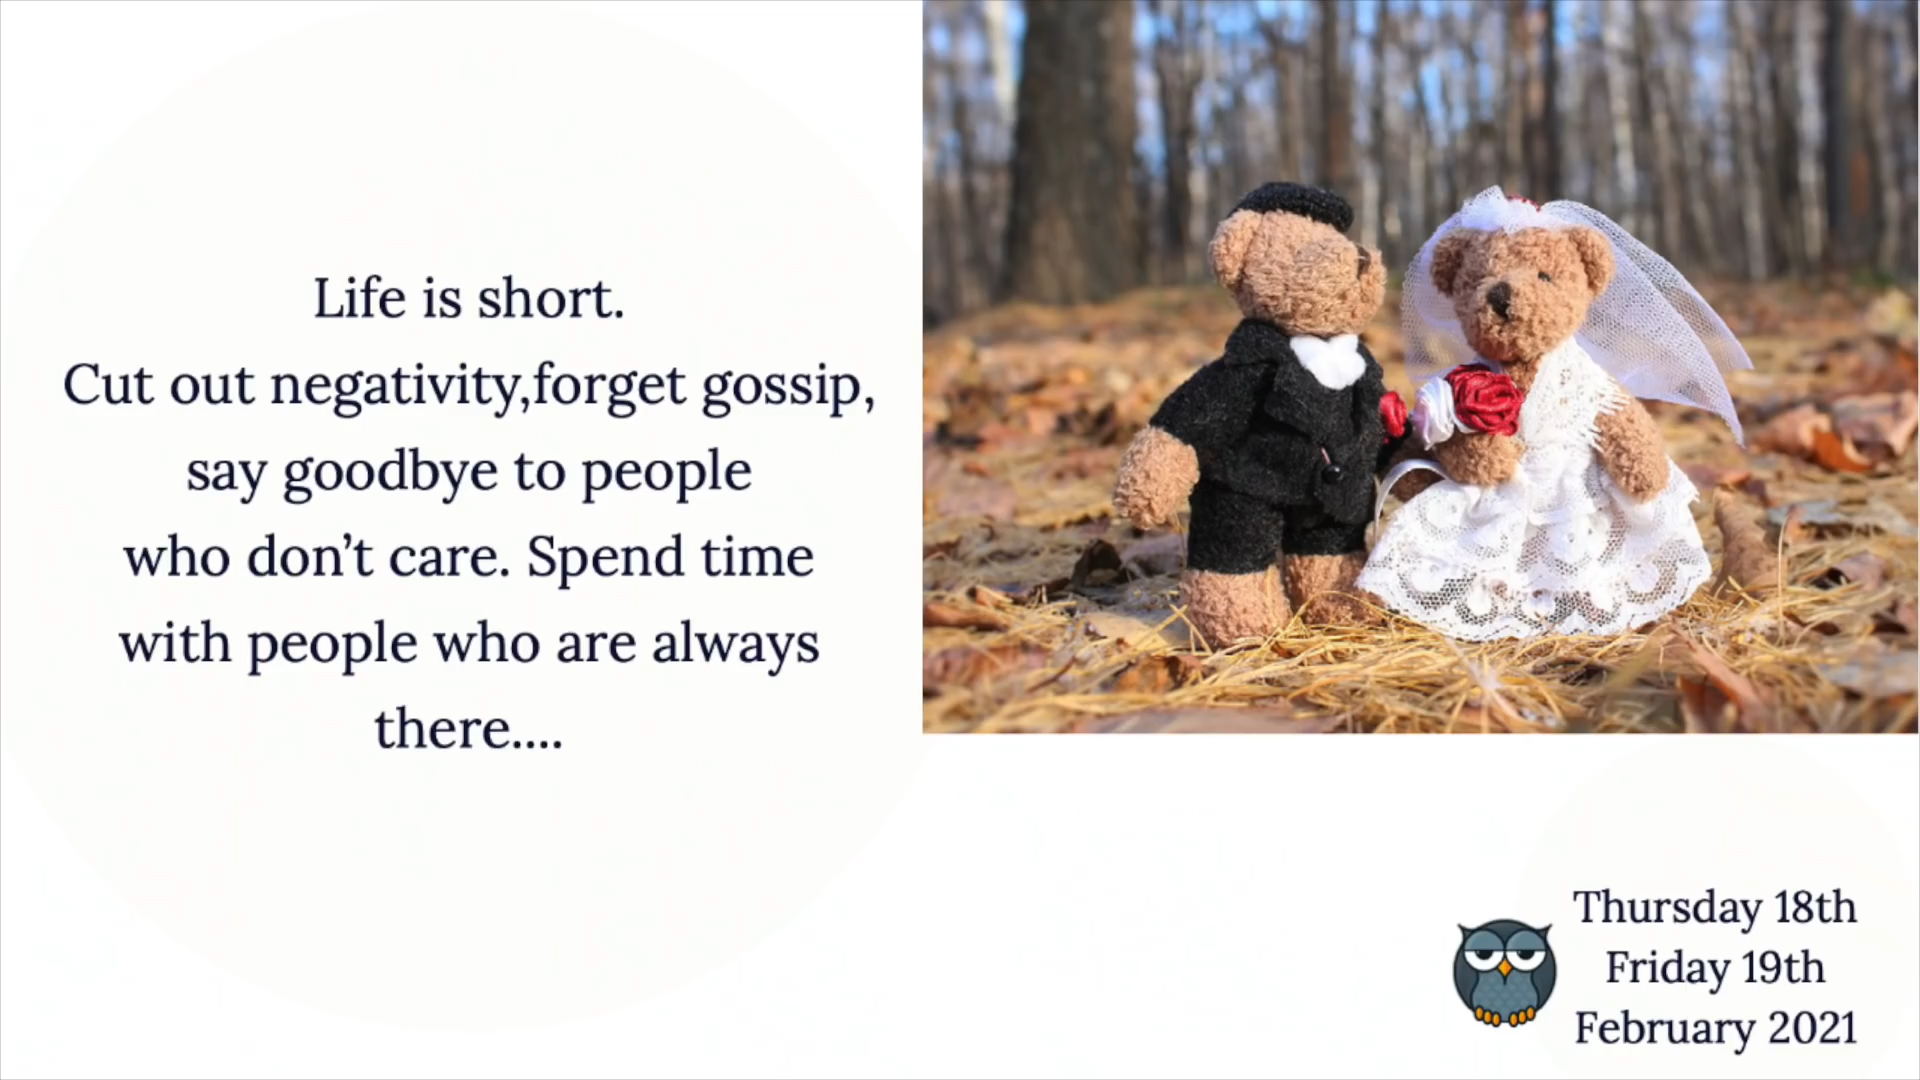 Life is short.
Cut out negativity,forget gossip,
say goodbye to people
who don’t care. Spend time
with people who are always
there....
Thursday 18th
Friday 19th
February 2021